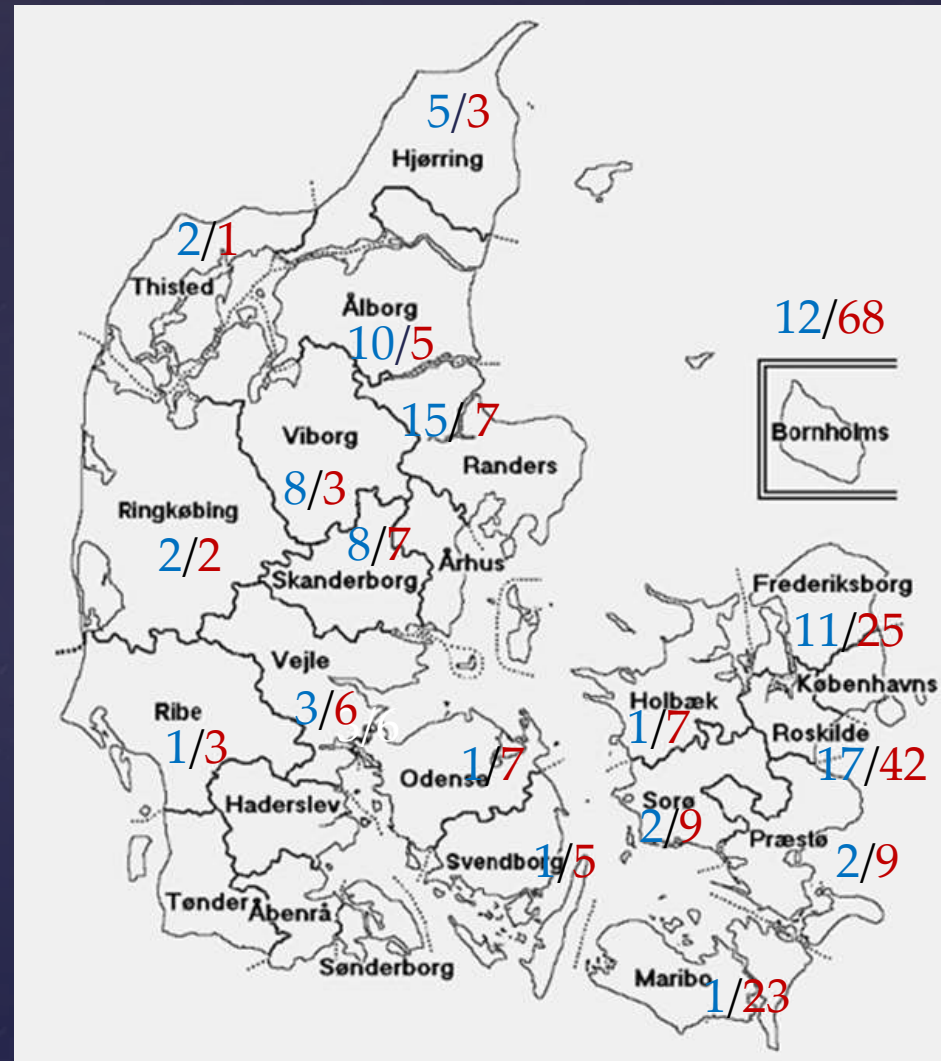 5/3
Hjørring
2/1
Thisted
Ålborg
10/5
12/68
15/7
Viborg
Bornholms
Randers
8/3
Ringkøbing
8/7
2/2
Århus
Skanderborg
Frederiksborg
11/25
Vejle
Københavns
3/6
Holbæk
Ribe
1/7
Roskilde
1/3
1/7
17/42
Odense
Haderslev
Sorø
2/9
Præstø
Svendborg
1/5
2/9
Tønder
Åbenrå
Sønderborg
Maribo
1/23